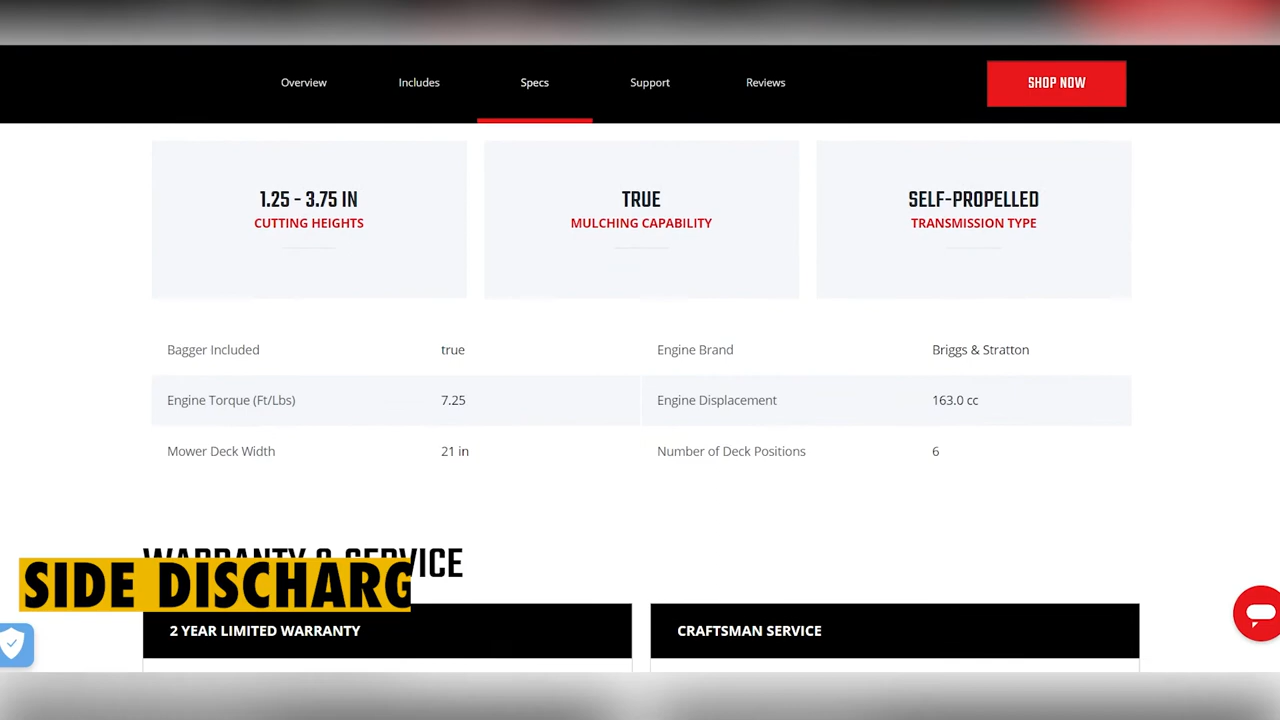 Overview Includes Specs Support Reviews SHOP NOW
1.25 - 3.75 IN TRUE SELF-PROPELLED
CUTTING HEIGHTS MULCHING CAPABILITY TRANSMISSION TYPE
Bagger Included true Engine Brand Briggs & Stratton
Engine Torque (Ft/Lbs) 7.25 Engine Displacement 163.0 cc
Mower Deck Width 21 in Number of Deck Positions 6
WARRANTY & SERVICE
SIDE DISCHARG
2 YEAR LIMITED WARRANTY CRAFTSMAN SERVICE